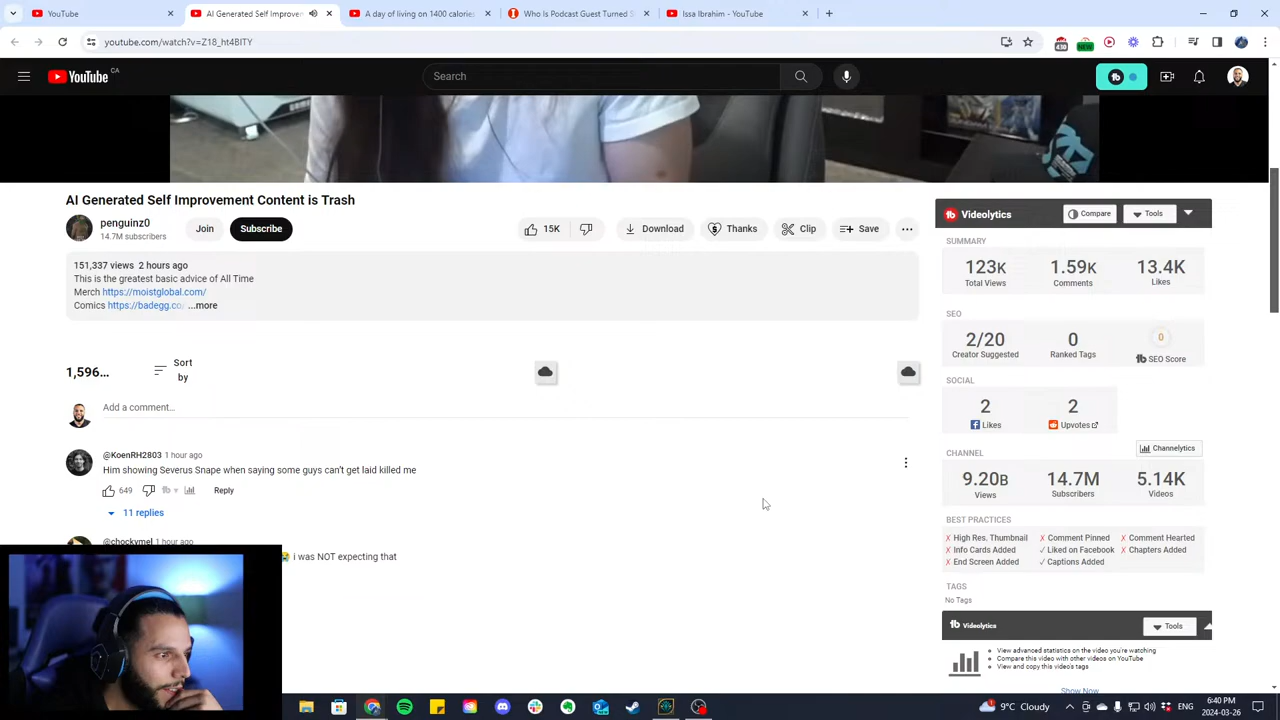 YouTube
AI Generated Self Improvem
A day of living on 1400 calories
Who Is Podcast Guest Turned S
Issa Ibrahim - YouTube
youtube.com/watch?v=Z18_ht4BITY
430
NEW
YouTube CA
Search
AI Generated Self Improvement Content is Trash
penguinz0
14.7M subscribers
Join
Subscribe
15K
Download
Thanks
Clip
Save
151,337 views 2 hours ago
This is the greatest basic advice of All Time
Merch https://moistglobal.com/
Comics https://badegg.co/ ...more
1,596...
Sort
by
Add a comment...
@KoenRH2803 1 hour ago
Him showing Severus Snape when saying some guys can't get laid killed me
649
Reply
11 replies
@chockymel 1 hour ago
i was NOT expecting that
Videolytics
Compare
Tools
SUMMARY
123K 1.59K 13.4K
Total Views Comments Likes
SEO
2/20 0 0
Creator Suggested Ranked Tags tb SEO Score
SOCIAL
2 2
Likes Upvotes
Channelytics
CHANNEL
9.20B 14.7M 5.14K
Views Subscribers Videos
BEST PRACTICES
✗ High Res. Thumbnail ✗ Comment Pinned ✗ Comment Hearted
✗ Info Cards Added ✓ Liked on Facebook ✗ Chapters Added
✗ End Screen Added ✓ Captions Added
TAGS
No Tags
tb Videolytics
Tools
View advanced statistics on the video you're watching
Compare this video with other videos on YouTube
View and copy this video's tags
Show Now
9°C Cloudy
ENG
6:40 PM
2024-03-26